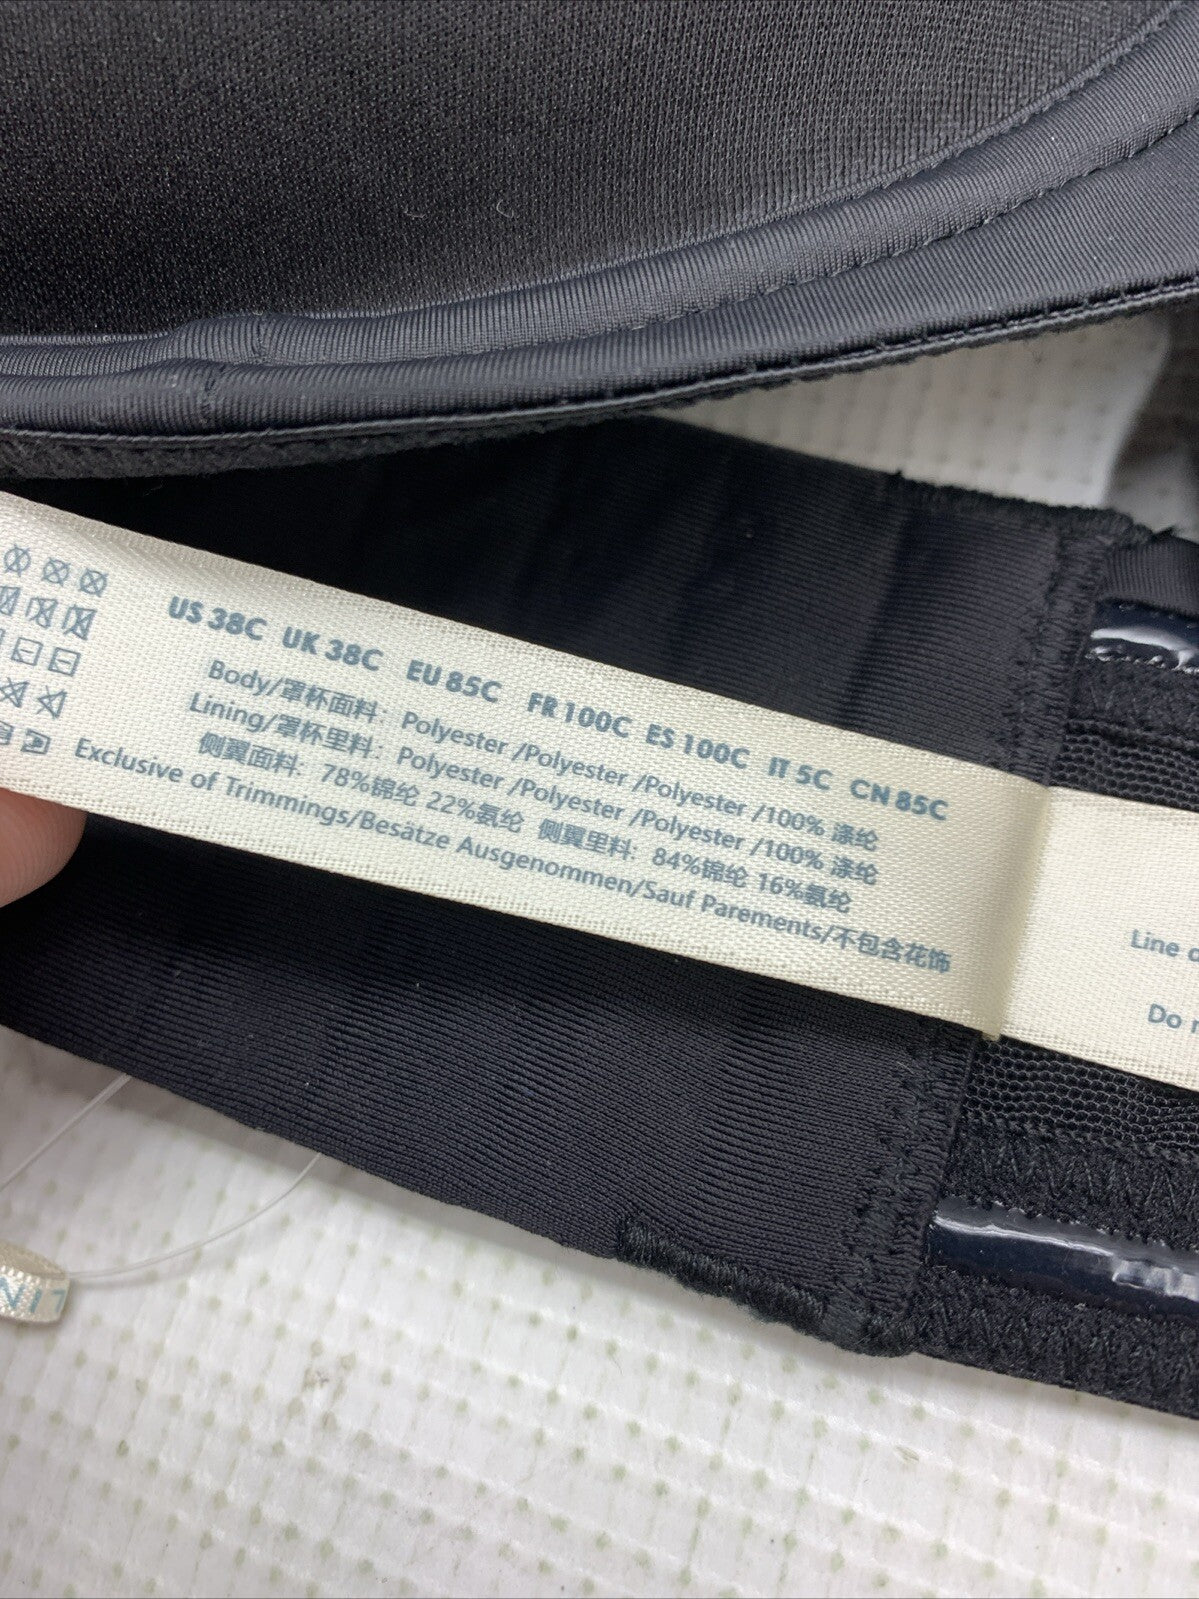 US 38C UK 38C EU 85C FR 100C ES 100C IT 5C CN 85C
Body/罩杯面料: Polyester /Polyester /Polyester /100% 涤纶
Lining/罩杯里料: Polyester /Polyester /Polyester /100% 涤纶
侧翼面料: 78%锦纶 22%氨纶 侧翼里料: 84%锦纶 16%氨纶
Exclusive of Trimmings/Besätze Ausgenommen/Sauf Parements/不包含花饰
Line
Do